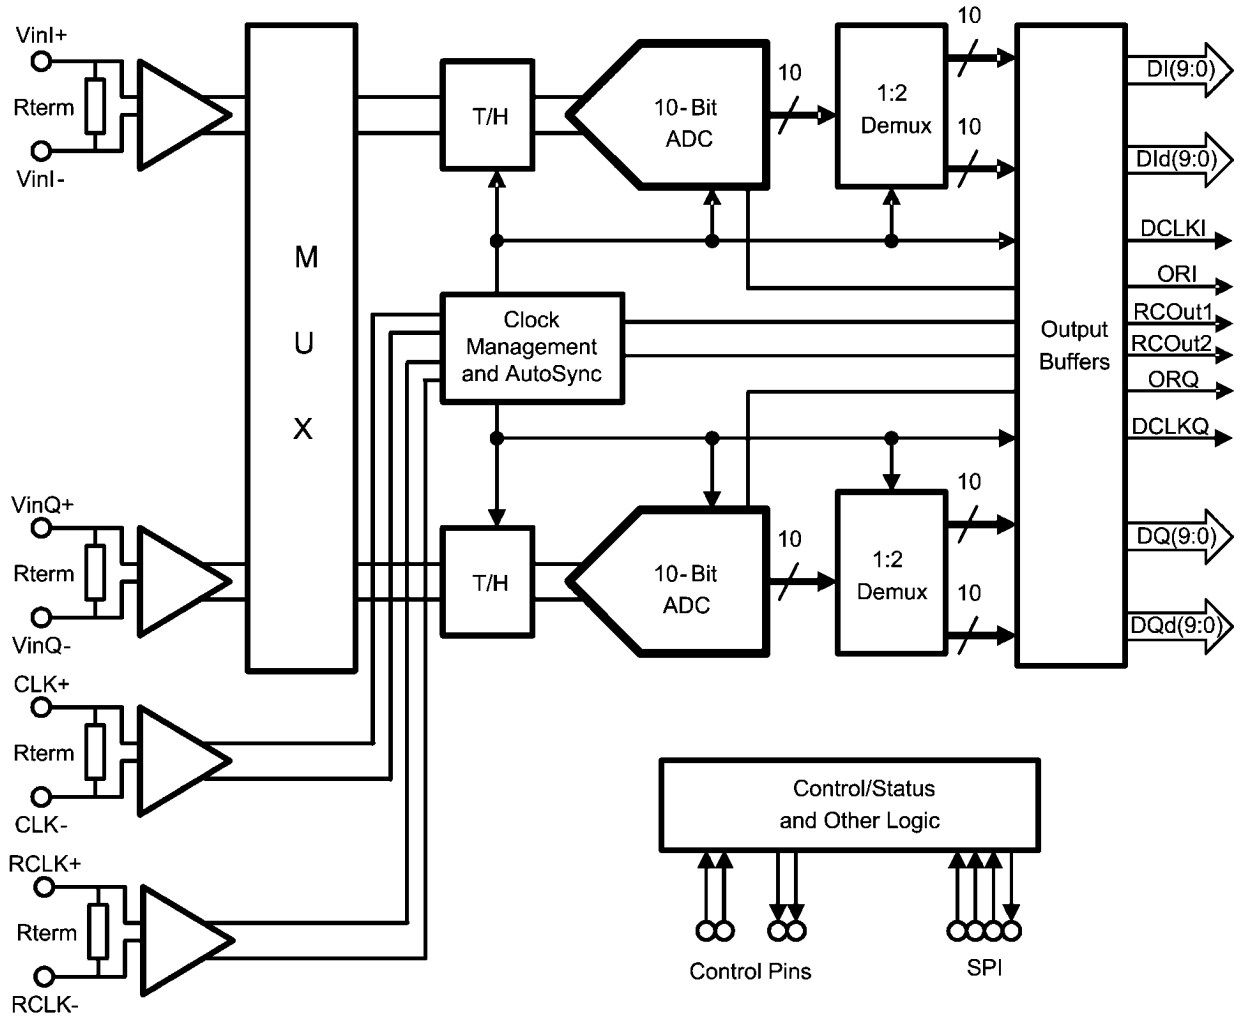 VinI+
Rterm
VinI-
M
U
X
T/H
10-Bit
ADC
10
1:2
Demux
10
10
DI(9:0)
DId(9:0)
DCLKI
ORI
RCOut1
RCOut2
ORQ
DCLKQ
Clock
Management
and AutoSync
Output
Buffers
VinQ+
Rterm
VinQ-
T/H
10-Bit
ADC
10
1:2
Demux
10
10
DQ(9:0)
DQd(9:0)
CLK+
Rterm
CLK-
RCLK+
Rterm
RCLK-
Control/Status
and Other Logic
Control Pins
SPI